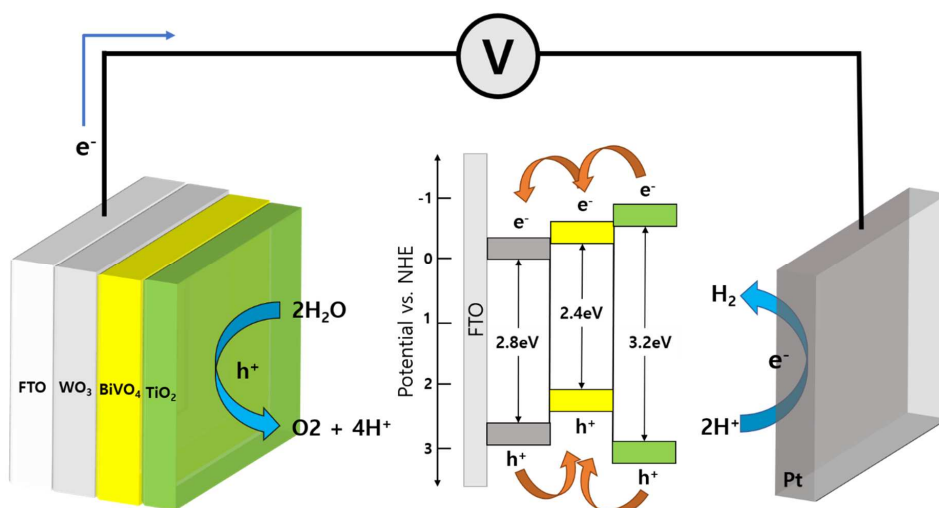 V
e⁻
FTO
WO₃
BiVO₄
TiO₂
2H₂O
h⁺
O2 + 4H⁺
Potential vs. NHE
-1
0
1
2
3
FTO
e⁻
e⁻
e⁻
2.8eV
2.4eV
3.2eV
h⁺
h⁺
h⁺
H₂
e⁻
2H⁺
Pt